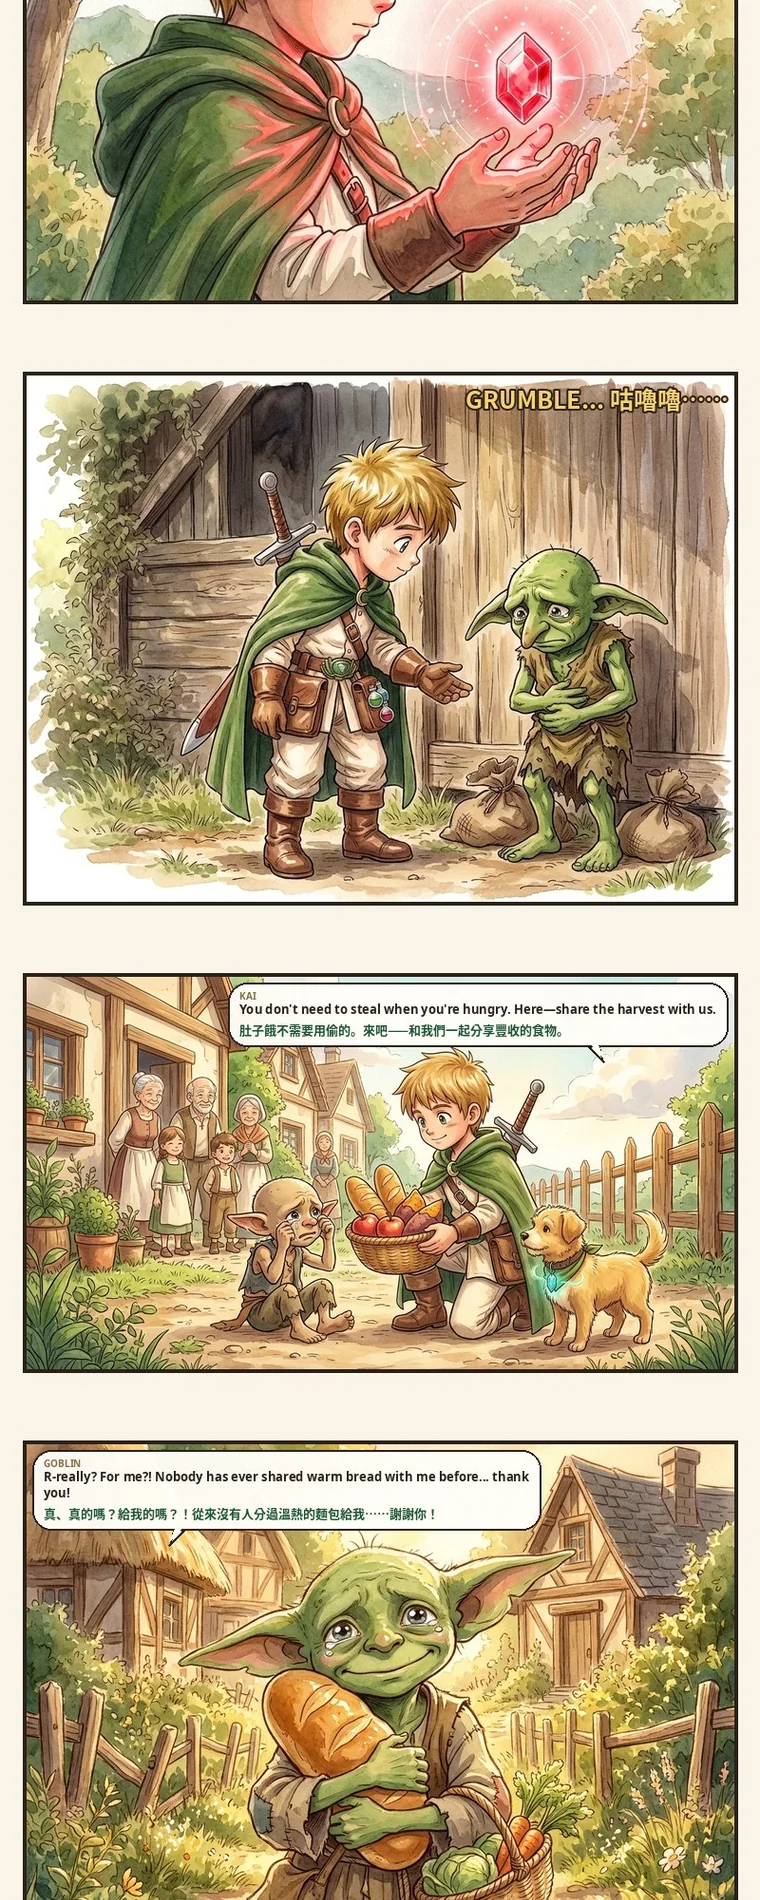 GRUMBLE... 咕嚕嚕⋯⋯
KAI
You don't need to steal when you're hungry. Here—share the harvest with us.
肚子餓不需要用偷的。來吧——和我們一起分享豐收的食物。
GOBLIN
R-really? For me?! Nobody has ever shared warm bread with me before... thank
you!
真、真的嗎？給我的嗎？！從來沒有人分過溫熱的麵包給我⋯⋯謝謝你！